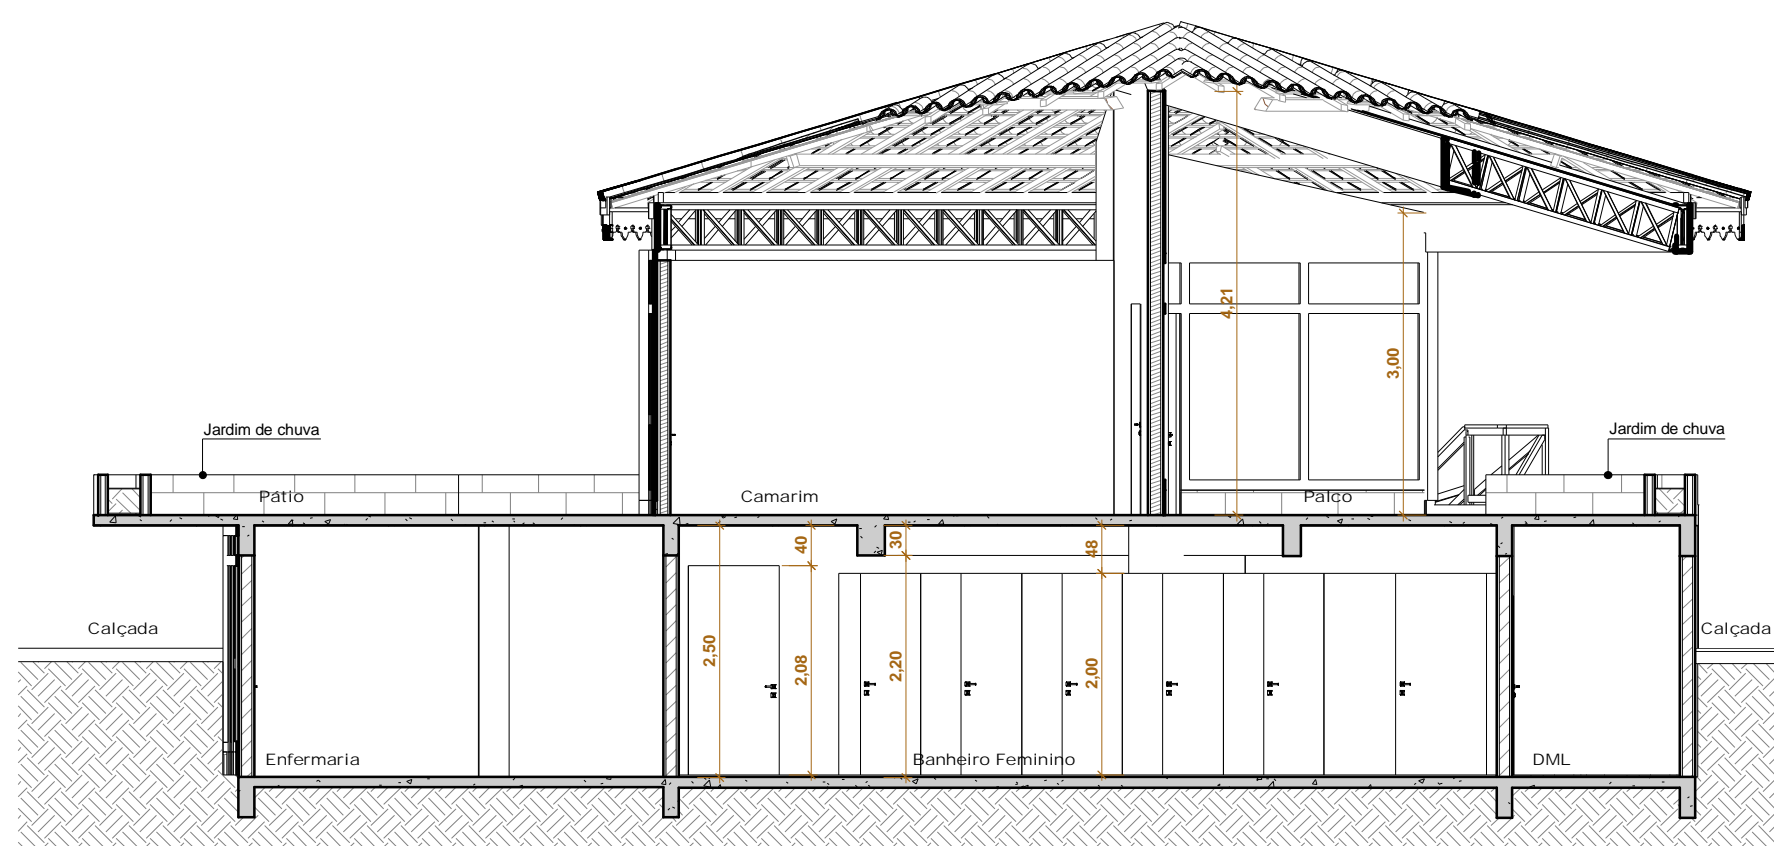 4,21
3,00
Jardim de chuva
Jardim de chuva
Pátio
Camarim
Palco
40
30
48
Calçada
Calçada
2,50
2,08
2,20
2,00
Enfermaria
Banheiro Feminino
DML